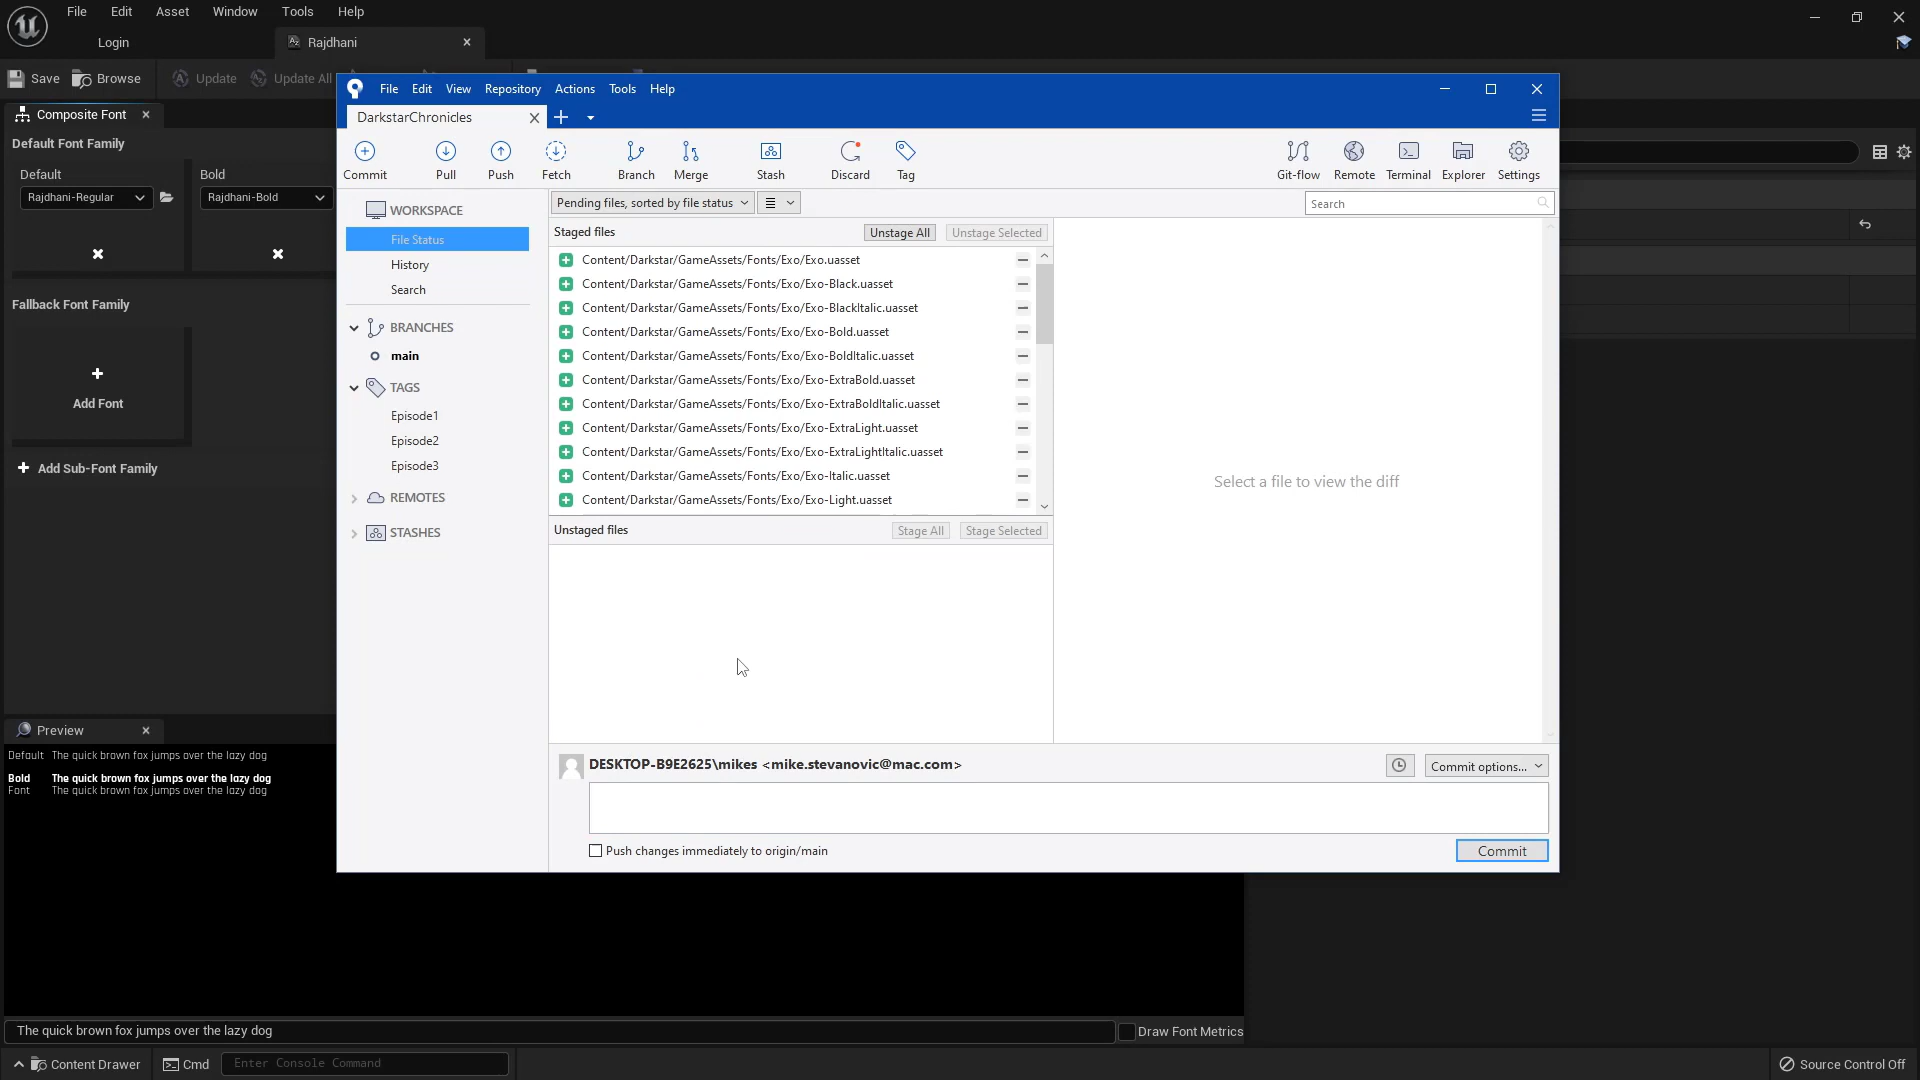 File Edit Asset Window Tools Help
Login
Rajdhani
Save Browse Update Update All
Composite Font
Default Font Family
Default
Rajdhani-Regular
Bold
Rajdhani-Bold
Fallback Font Family
Add Font
Add Sub-Font Family
Preview
Default The quick brown fox jumps over the lazy dog
Bold The quick brown fox jumps over the lazy dog
Font The quick brown fox jumps over the lazy dog
File Edit View Repository Actions Tools Help
DarkstarChronicles
Commit Pull Push Fetch Branch Merge Stash Discard Tag Git-flow Remote Terminal Explorer Settings
WORKSPACE
File Status
History
Search
BRANCHES
main
TAGS
Episode1
Episode2
Episode3
REMOTES
STASHES
Pending files, sorted by file status
Search
Staged files Unstage All Unstage Selected
Content/Darkstar/GameAssets/Fonts/Exo/Exo.uasset
Content/Darkstar/GameAssets/Fonts/Exo/Exo-Black.uasset
Content/Darkstar/GameAssets/Fonts/Exo/Exo-BlackItalic.uasset
Content/Darkstar/GameAssets/Fonts/Exo/Exo-Bold.uasset
Content/Darkstar/GameAssets/Fonts/Exo/Exo-BoldItalic.uasset
Content/Darkstar/GameAssets/Fonts/Exo/Exo-ExtraBold.uasset
Content/Darkstar/GameAssets/Fonts/Exo/Exo-ExtraBoldItalic.uasset
Content/Darkstar/GameAssets/Fonts/Exo/Exo-ExtraLight.uasset
Content/Darkstar/GameAssets/Fonts/Exo/Exo-ExtraLightItalic.uasset
Content/Darkstar/GameAssets/Fonts/Exo/Exo-Italic.uasset
Content/Darkstar/GameAssets/Fonts/Exo/Exo-Light.uasset
Unstaged files Stage All Stage Selected
Select a file to view the diff
DESKTOP-B9E2625\mikes <mike.stevanovic@mac.com>
Commit options...
Push changes immediately to origin/main
Commit
The quick brown fox jumps over the lazy dog
Draw Font Metrics
Content Drawer Cmd Enter Console Command Source Control Off